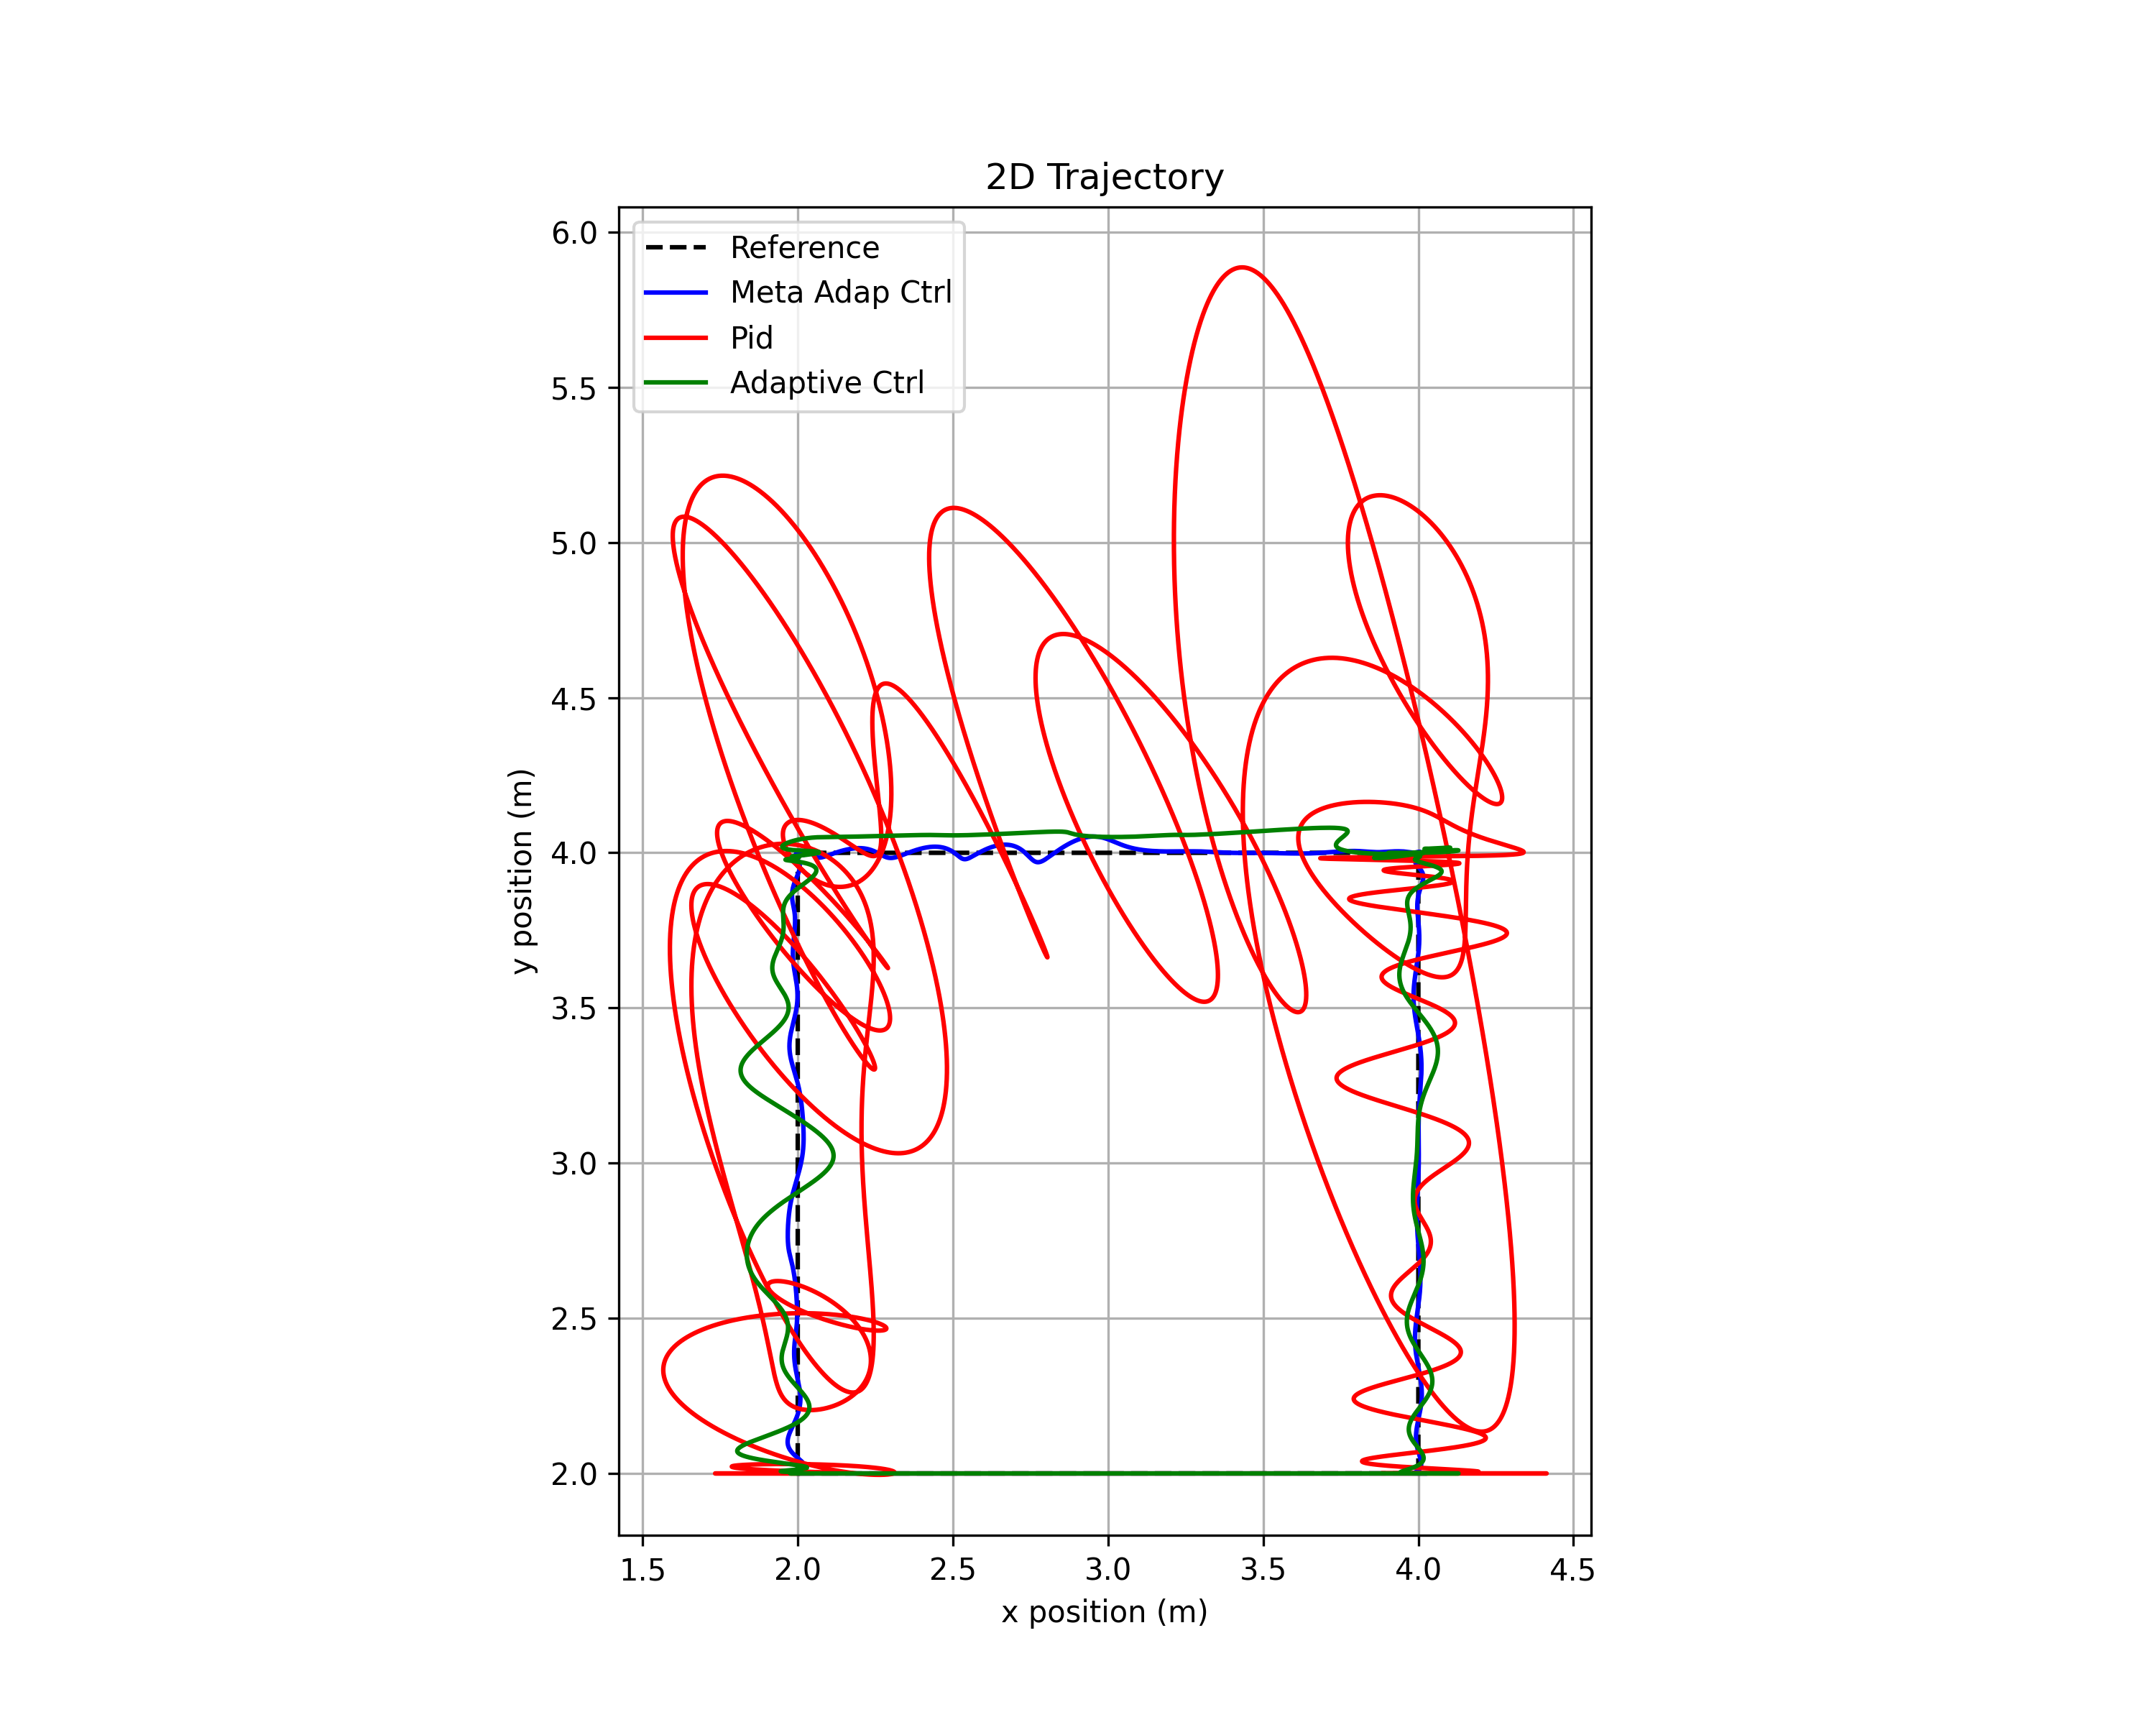 2D Trajectory
Reference
Meta Adap Ctrl
Pid
Adaptive Ctrl
6.0
5.5
5.0
4.5
4.0
3.5
3.0
2.5
2.0
y position (m)
1.5 2.0 2.5 3.0 3.5 4.0 4.5
x position (m)